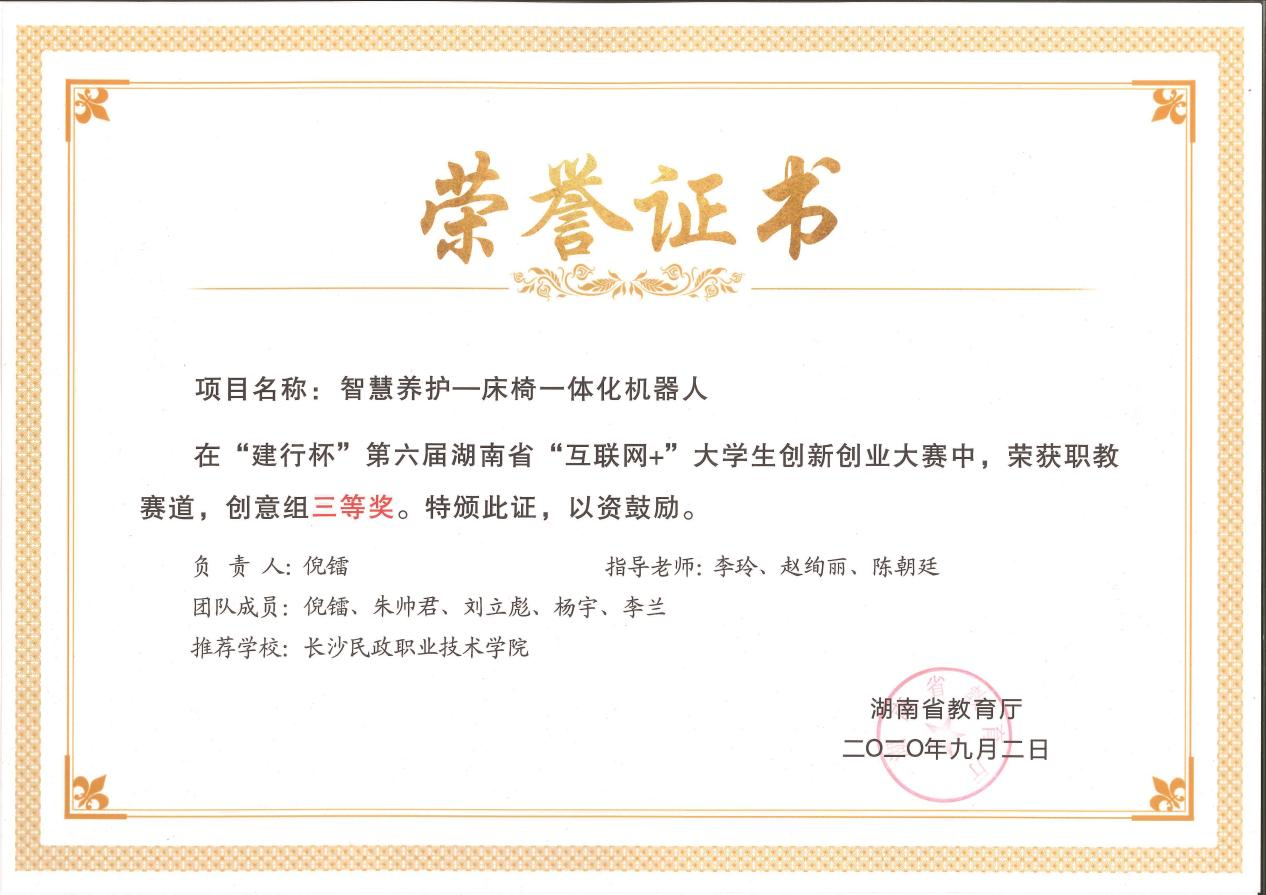 荣誉证书
项目名称：智慧养护—床椅一体化机器人
在“建行杯”第六届湖南省“互联网+”大学生创新创业大赛中，荣获职教
赛道，创意组三等奖。特颁此证，以资鼓励。
负 责 人：倪镭 指导老师：李玲、赵绚丽、陈朝廷
团队成员：倪镭、朱帅君、刘立彪、杨宇、李兰
推荐学校：长沙民政职业技术学院
湖南省教育厅
二〇二〇年九月二日
湖南省教育厅